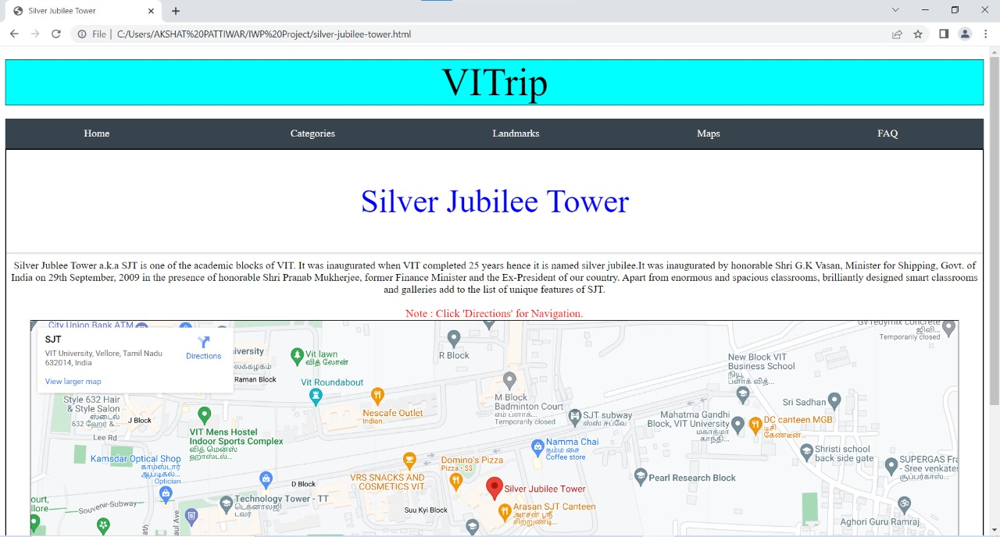 Silver Jubilee Tower
File
C:/Users/AKSHAT%20PATTIWAR/IWP%20Project/silver-jubilee-tower.html
VITrip
Home Categories Landmarks Maps FAQ
Silver Jubilee Tower
Silver Jublee Tower a.k.a SJT is one of the academic blocks of VIT. It was inaugurated when VIT completed 25 years hence it is named silver jubilee.It was inaugurated by honorable Shri G.K Vasan, Minister for Shipping, Govt. of
India on 29th September, 2009 in the presence of honorable Shri Pranab Mukherjee, former Finance Minister and the Ex-President of our country. Apart from enormous and spacious classrooms, brilliantly designed smart classrooms
and galleries add to the list of unique features of SJT.
Note : Click 'Directions' for Navigation.
City Union Bank ATM
SJT
VIT University, Vellore, Tamil Nadu
632014, India
Directions
View larger map
Raman Block
Vit lawn
வித் லோன்
Vit Roundabout
R Block
GV redymix concrete
ஜிவி...
Temporarily closed
New Block VIT
Business School
நியூ
பளாக் வித்...
Style 632 Hair
& Style Salon
ஸ்டைல்
632 ஹேர் &...
J Block
Lee Rd
VIT Mens Hostel
Indoor Sports Complex
வித் மென்ஸ்
ஹாஸ்டல்...
Nescafe Outlet
Indian
M Block
Badminton Court
எம் பளாக்...
Temporarily closed
SJT subway
ஸ்ஸ் சப்வே
Mahatma Gandhi
Block, VIT University
மகாத்மா
காந்தி...
Sri Sadhan
DC canteen MGB
டிசி
கேண்டீன்...
Kamsdar Optical Shop
காம்ஸ்டார்
ஆப்டிகல்...
Optician
Namma Chai
நம்ம சை
Coffee store
Shristi school
back side gate
SUPERGAS Fra
- Sree venkates
சூப்பர்காஸ்...
Domino's Pizza
Pizza · $$
VRS SNACKS AND
COSMETICS VIT
D Block
Pearl Research Block
Silver Jubilee Tower
Technology Tower - TT
டெக்னாலஜி
டவர்
Souvenir-Subway
Suu Kyi Block
Arasan SJT Canteen
அரசன் ஸ்ரீ
சிற்றுண்டி...
Aghori Guru Ramraj